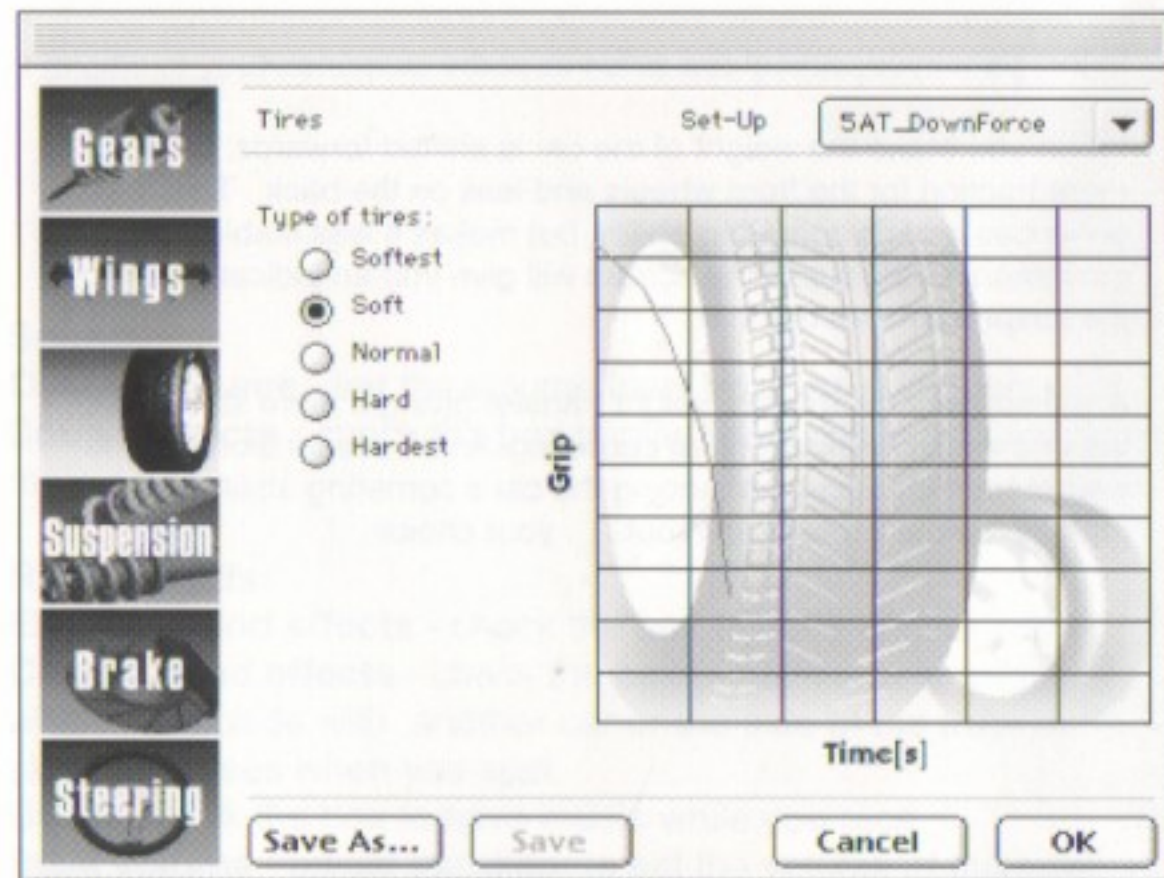 Gears
Wings
Suspension
Brake
Steering
Tires
Set-Up
5AT_DownForce
Type of tires:
Softest
Soft
Normal
Hard
Hardest
Grip
Time[s]
Save As...
Save
Cancel
OK